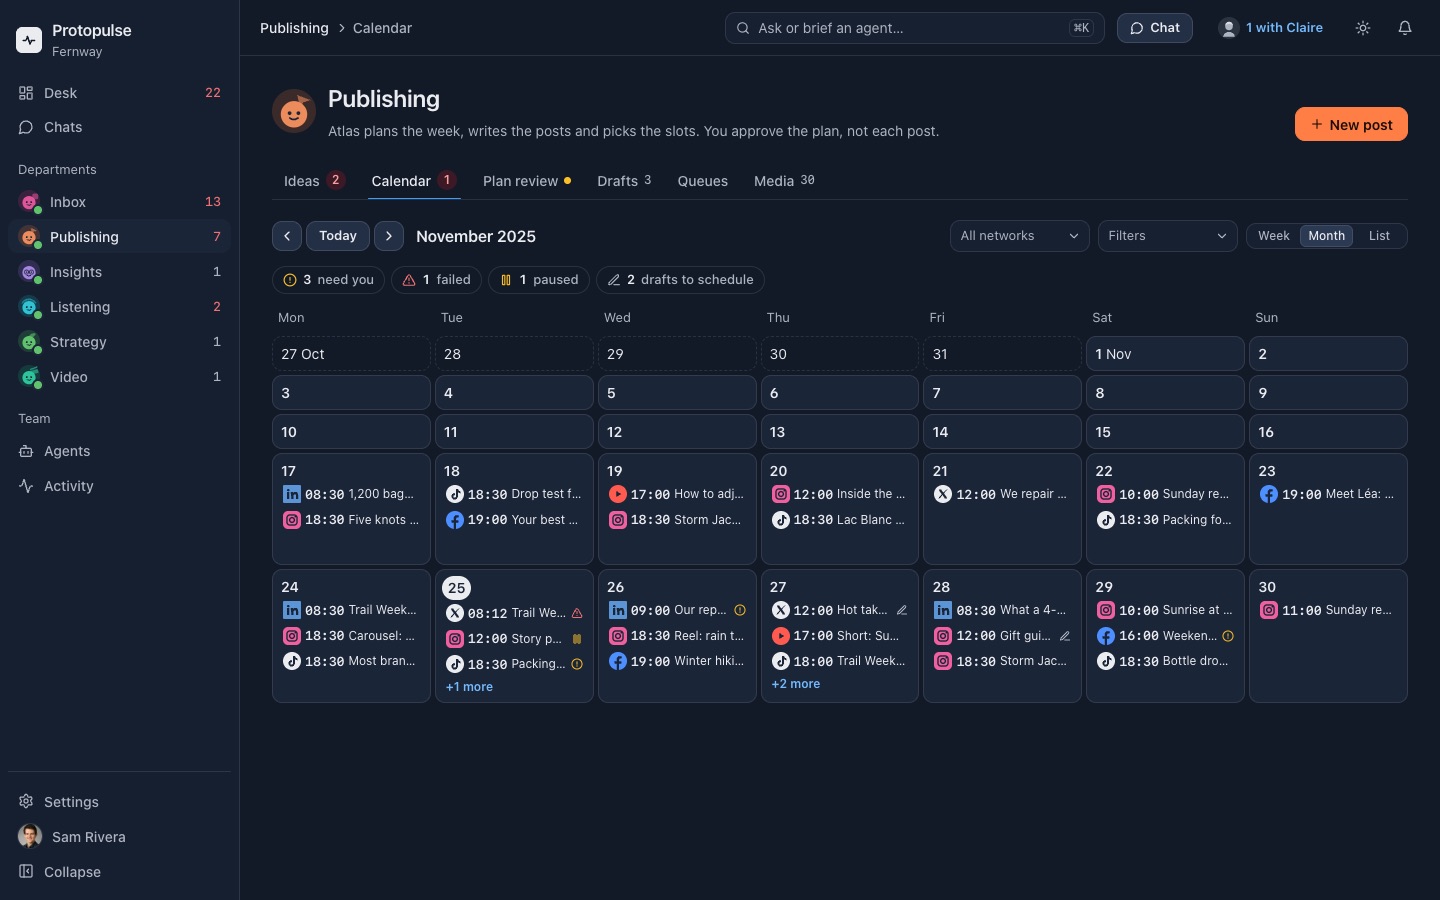 Protopulse
Fernway
Desk 22
Chats
Departments
Inbox 13
Publishing 7
Insights 1
Listening 2
Strategy 1
Video 1
Team
Agents
Activity
Settings
Sam Rivera
Collapse
Publishing > Calendar
Ask or brief an agent... ⌘K
Chat
1 with Claire
Publishing
Atlas plans the week, writes the posts and picks the slots. You approve the plan, not each post.
+ New post
Ideas 2
Calendar 1
Plan review
Drafts 3
Queues
Media 30
Today
November 2025
All networks
Filters
Week
Month
List
3 need you
1 failed
1 paused
2 drafts to schedule
Mon Tue Wed Thu Fri Sat Sun
27 Oct 28 29 30 31 1 Nov 2
3 4 5 6 7 8 9
10 11 12 13 14 15 16
17
in 08:30 1,200 bag...
18:30 Five knots ...
18
18:30 Drop test f...
19:00 Your best ...
19
17:00 How to adj...
18:30 Storm Jac...
20
12:00 Inside the ...
18:30 Lac Blanc ...
21
X 12:00 We repair ...
22
10:00 Sunday re...
18:30 Packing fo...
23
19:00 Meet Léa: ...
24
in 08:30 Trail Week...
18:30 Carousel: ...
18:30 Most bran...
25
X 08:12 Trail We...
12:00 Story p...
18:30 Packing...
+1 more
26
in 09:00 Our rep...
18:30 Reel: rain t...
19:00 Winter hiki...
27
X 12:00 Hot tak...
17:00 Short: Su...
18:00 Trail Week...
+2 more
28
in 08:30 What a 4-...
12:00 Gift gui...
18:30 Storm Jac...
29
10:00 Sunrise at ...
16:00 Weeken...
18:30 Bottle dro...
30
11:00 Sunday re...